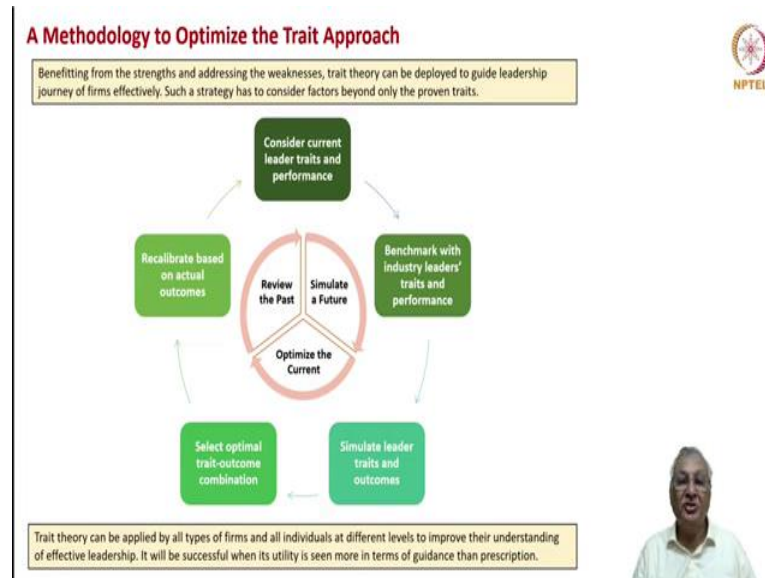 A Methodology to Optimize the Trait Approach
NPTEL
Benefitting from the strengths and addressing the weaknesses, trait theory can be deployed to guide leadership
journey of firms effectively. Such a strategy has to consider factors beyond only the proven traits.
Consider current
leader traits and
performance
Benchmark with
industry leaders'
traits and
performance
Simulate leader
traits and
outcomes
Select optimal
trait-outcome
combination
Recalibrate based
on actual
outcomes
Review
the Past
Simulate
a Future
Optimize the
Current
Trait theory can be applied by all types of firms and all individuals at different levels to improve their understanding
of effective leadership. It will be successful when its utility is seen more in terms of guidance than prescription.